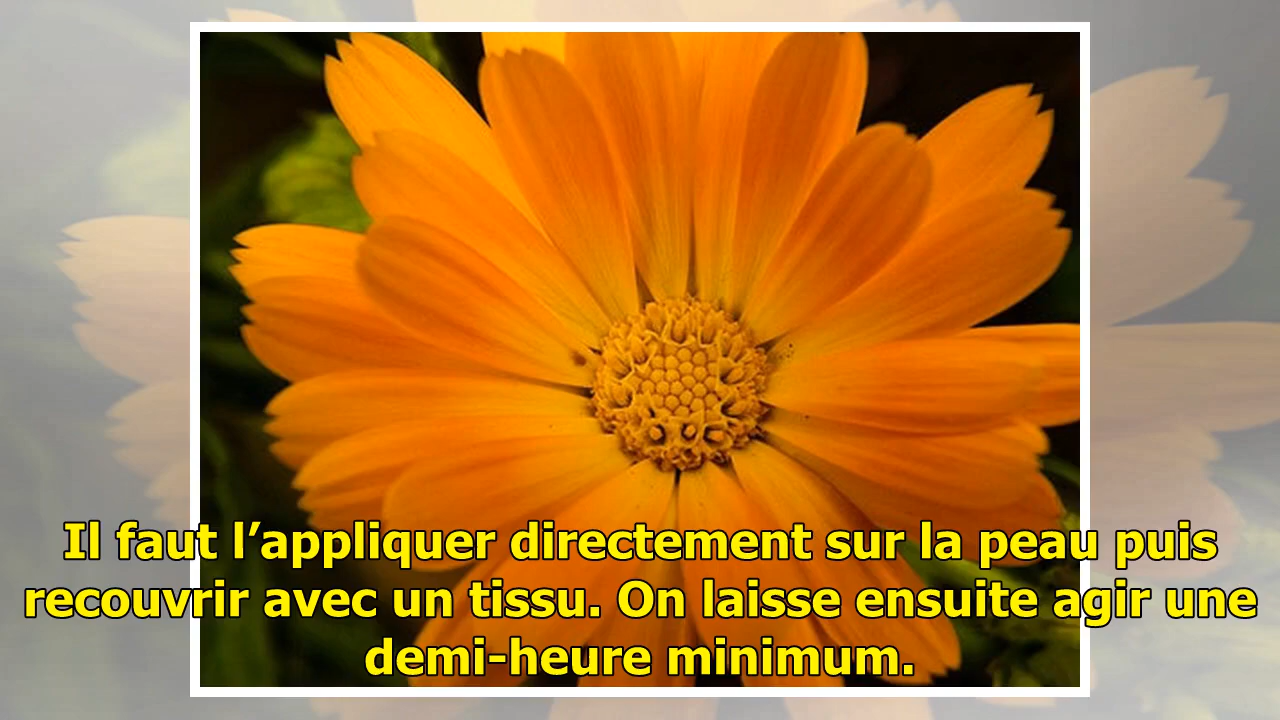 Il faut l’appliquer directement sur la peau puis
recouvrir avec un tissu. On laisse ensuite agir une
demi-heure minimum.